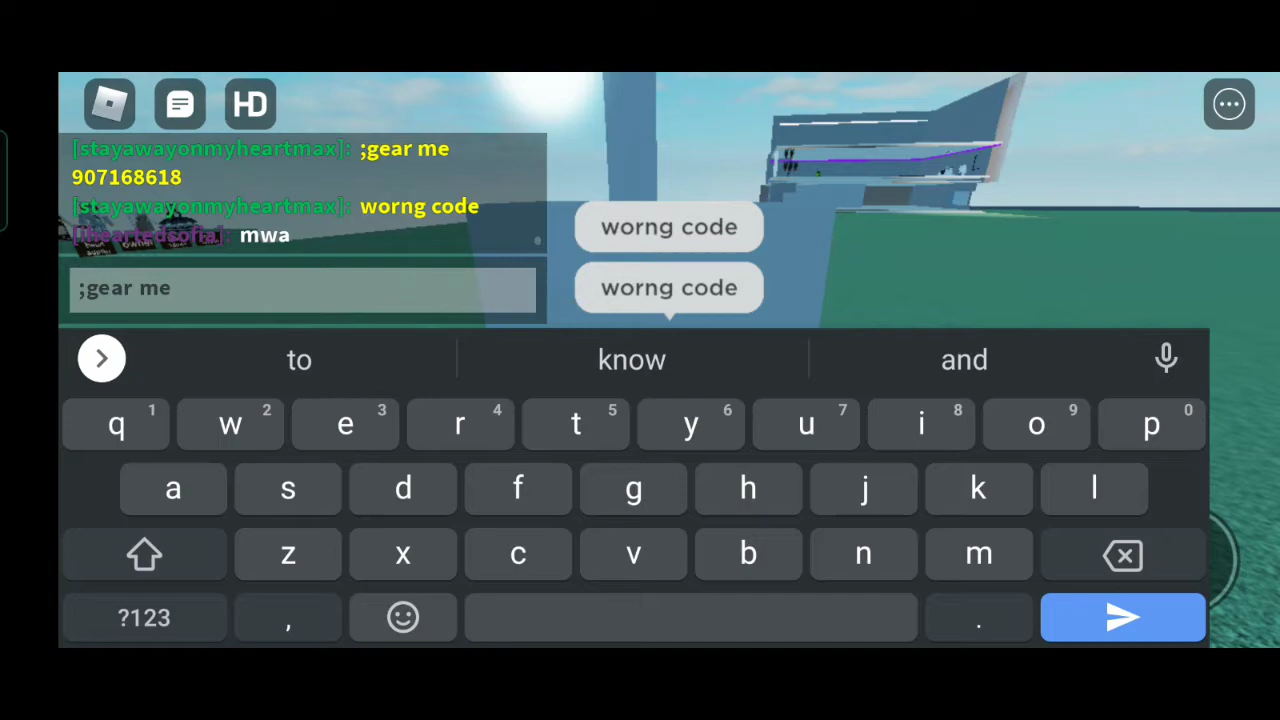 HD
[stayawayonmyheartmax]: ;gear me
907168618
[stayawayonmyheartmax]: worng code
[iheartedsofia]: mwa
;gear me
worng code
worng code
to know and
q 1 w 2 e 3 r 4 t 5 y 6 u 7 i 8 o 9 p 0
a s d f g h j k l
z x c v b n m
?123 , .